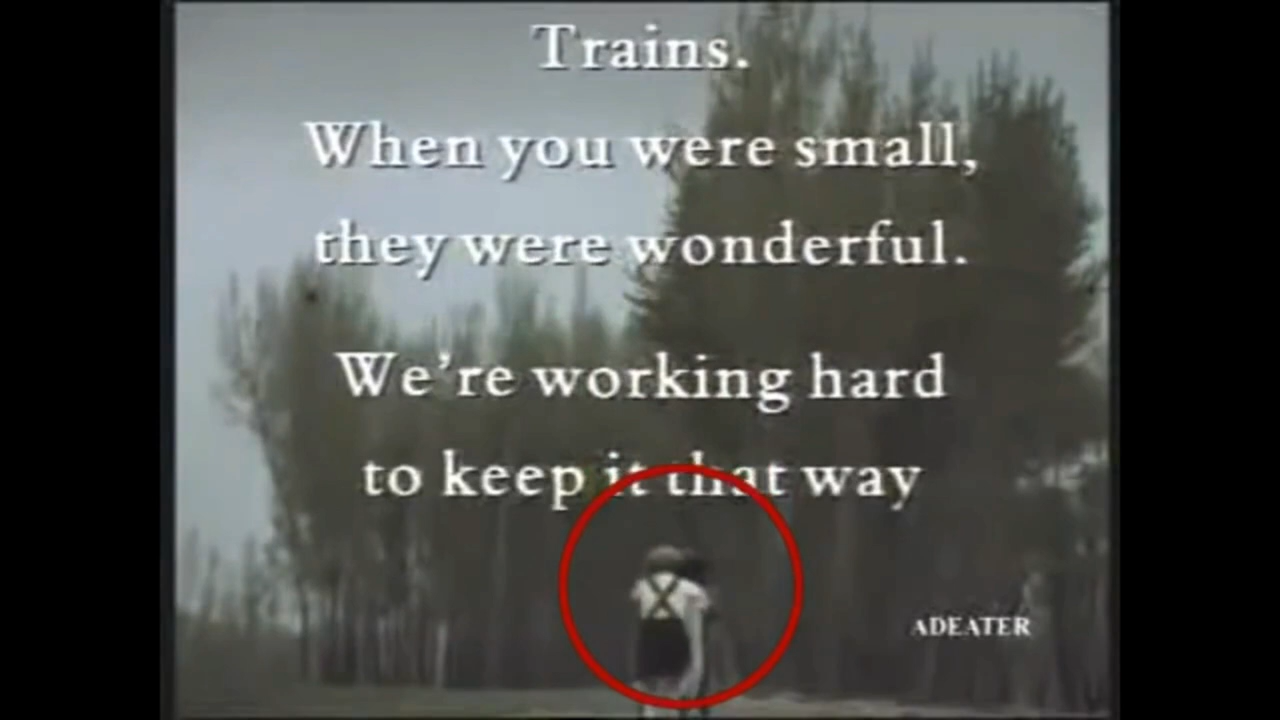 Trains.
When you were small,
they were wonderful.
We're working hard
to keep it that way
ADEATER